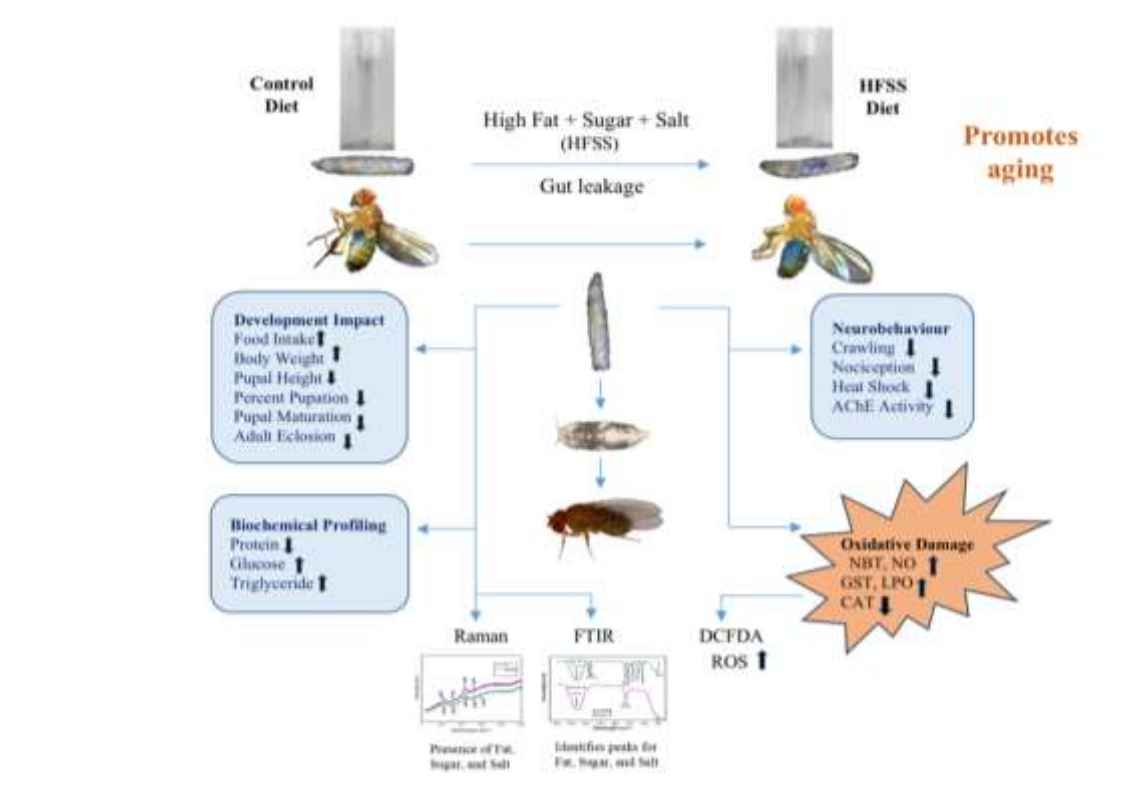 Control
Diet
High Fat + Sugar + Salt
(HFSS)
Gut leakage
HFSS
Diet
Promotes
aging
Development Impact
Food Intake
Body Weight
Pupal Height
Percent Pupation
Pupal Maturation
Adult Eclosion
Neurobehaviour
Crawling
Nociception
Heat Shock
AChE Activity
Biochemical Profiling
Protein
Glucose
Triglyceride
Oxidative Damage
NBT, NO
GST, LPO
CAT
Raman
FTIR
DCFDA
ROS
Presence of Fat,
Sugar, and Salt
Identifies peaks for
Fat, Sugar, and Salt